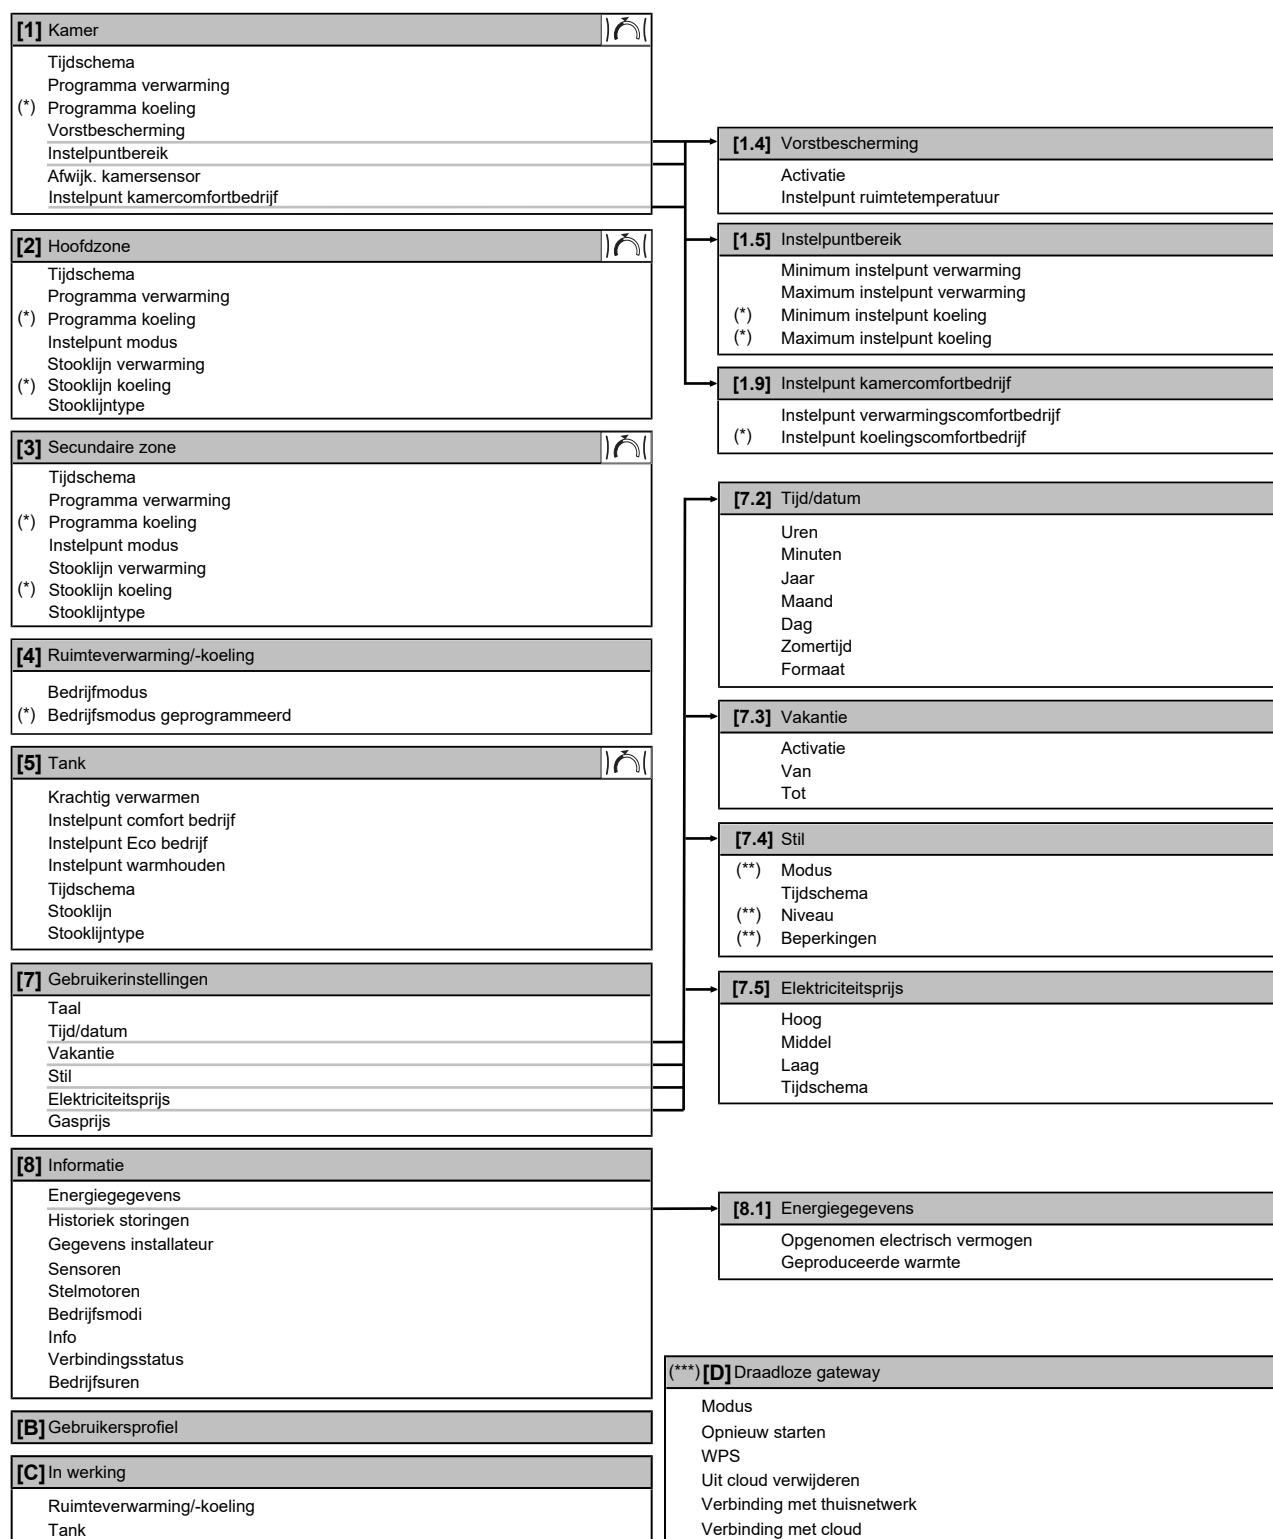 [1] Kamer
Tijdschema
Programma verwarming
(*) Programma koeling
Vorstbescherming
Instelpuntbereik
Afwijk. kamersensor
Instelpunt kamercomfortbedrijf
[2] Hoofdzone
Tijdschema
Programma verwarming
(*) Programma koeling
Instelpunt modus
Stooklijn verwarming
(*) Stooklijn koeling
Stooklijntype
[3] Secundaire zone
Tijdschema
Programma verwarming
(*) Programma koeling
Instelpunt modus
Stooklijn verwarming
(*) Stooklijn koeling
Stooklijntype
[4] Ruimteverwarming/-koeling
Bedrijfmodus
(*) Bedrijfsmodus geprogrammeerd
[5] Tank
Krachtig verwarmen
Instelpunt comfort bedrijf
Instelpunt Eco bedrijf
Instelpunt warmhouden
Tijdschema
Stooklijn
Stooklijntype
[7] Gebruikerinstellingen
Taal
Tijd/datum
Vakantie
Stil
Elektriciteitsprijs
Gasprijs
[8] Informatie
Energiegegevens
Historiek storingen
Gegevens installateur
Sensoren
Stelmotoren
Bedrijfsmodi
Info
Verbindingsstatus
Bedrijfsuren
[B] Gebruikersprofiel
[C] In werking
Ruimteverwarming/-koeling
Tank
[1.4] Vorstbescherming
Activatie
Instelpunt ruimtetemperatuur
[1.5] Instelpuntbereik
Minimum instelpunt verwarming
Maximum instelpunt verwarming
(*) Minimum instelpunt koeling
(*) Maximum instelpunt koeling
[1.9] Instelpunt kamercomfortbedrijf
Instelpunt verwarmingscomfortbedrijf
(*) Instelpunt koelingscomfortbedrijf
[7.2] Tijd/datum
Uren
Minuten
Jaar
Maand
Dag
Zomertijd
Formaat
[7.3] Vakantie
Activatie
Van
Tot
[7.4] Stil
(**) Modus
Tijdschema
(**) Niveau
(**) Beperkingen
[7.5] Elektriciteitsprijs
Hoog
Middel
Laag
Tijdschema
[8.1] Energiegegevens
Opgenomen electrisch vermogen
Geproduceerde warmte
(***) [D] Draadloze gateway
Modus
Opnieuw starten
WPS
Uit cloud verwijderen
Verbinding met thuisnetwerk
Verbinding met cloud